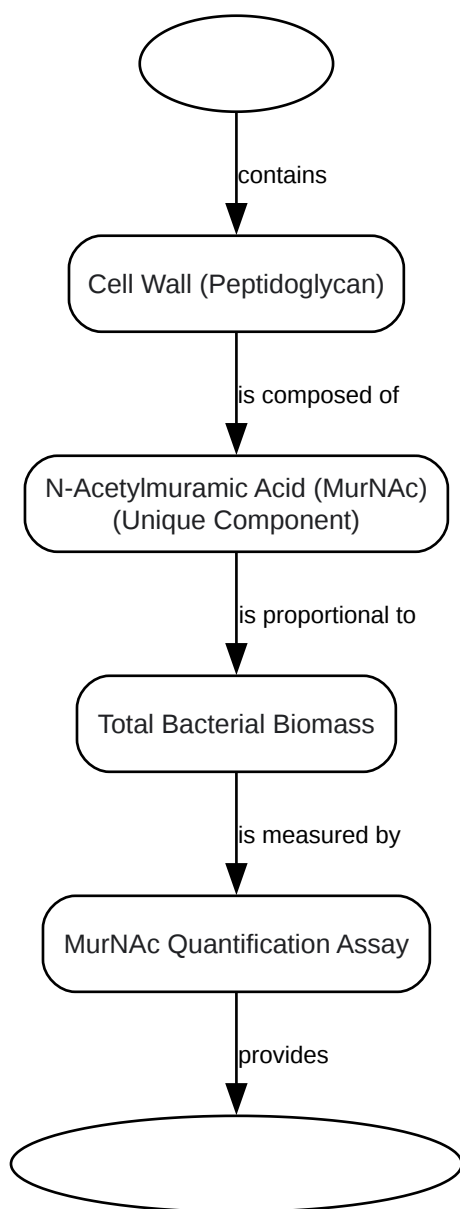 contains
Cell Wall (Peptidoglycan)
is composed of
N-Acetylmuramic Acid (MurNAc)
(Unique Component)
is proportional to
Total Bacterial Biomass
is measured by
MurNAc Quantification Assay
provides